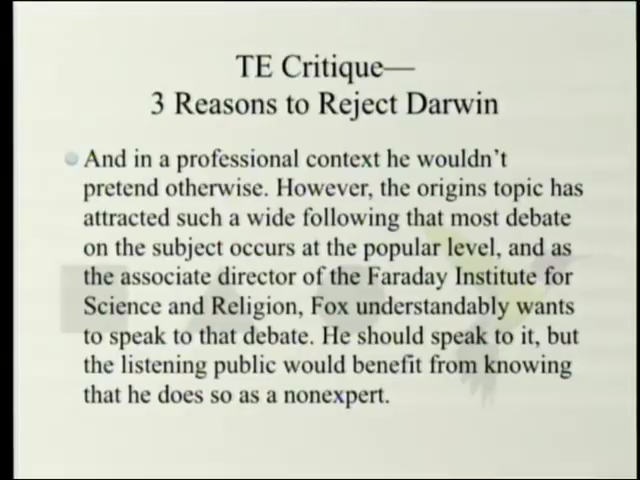 TE Critique—
3 Reasons to Reject Darwin
And in a professional context he wouldn't
pretend otherwise. However, the origins topic has
attracted such a wide following that most debate
on the subject occurs at the popular level, and as
the associate director of the Faraday Institute for
Science and Religion, Fox understandably wants
to speak to that debate. He should speak to it, but
the listening public would benefit from knowing
that he does so as a nonexpert.